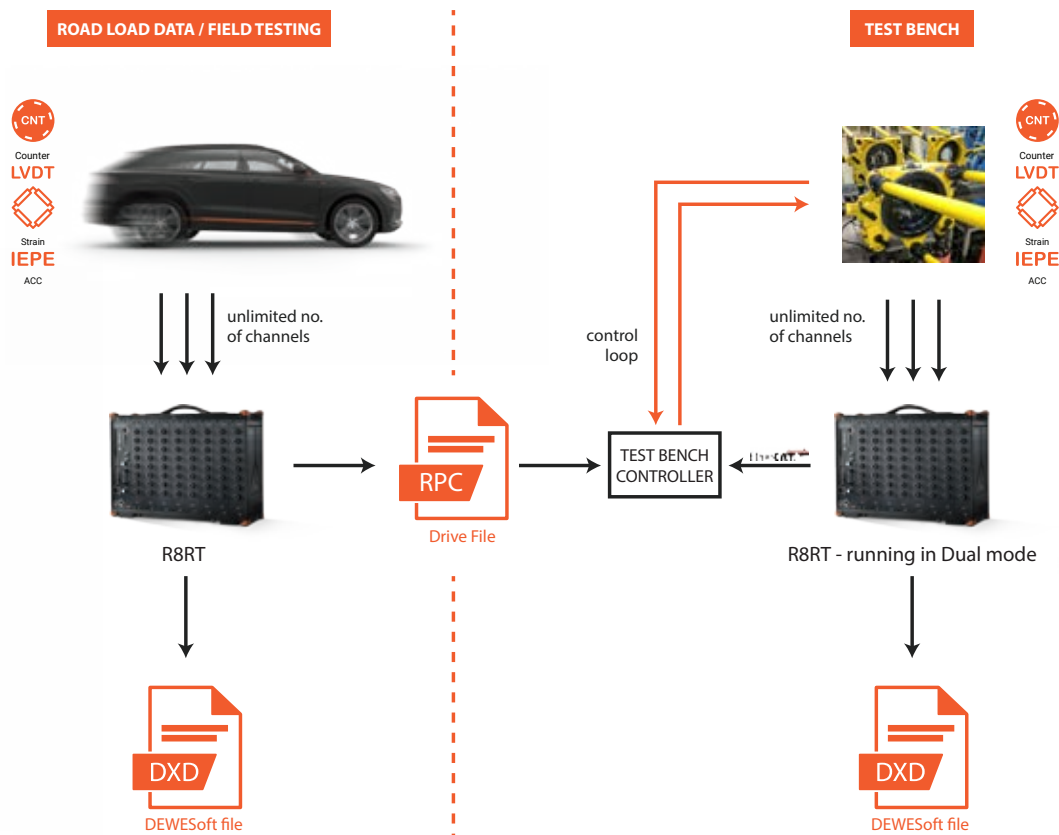 ROAD LOAD DATA / FIELD TESTING
TEST BENCH
CNT
Counter
LVDT
Strain
IEPE
ACC
CNT
Counter
LVDT
Strain
IEPE
ACC
unlimited no.
of channels
control
loop
unlimited no.
of channels
RPC
Drive File
TEST BENCH
CONTROLLER
R8RT
R8RT - running in Dual mode
DXD
DEWESoft file
DXD
DEWESoft file